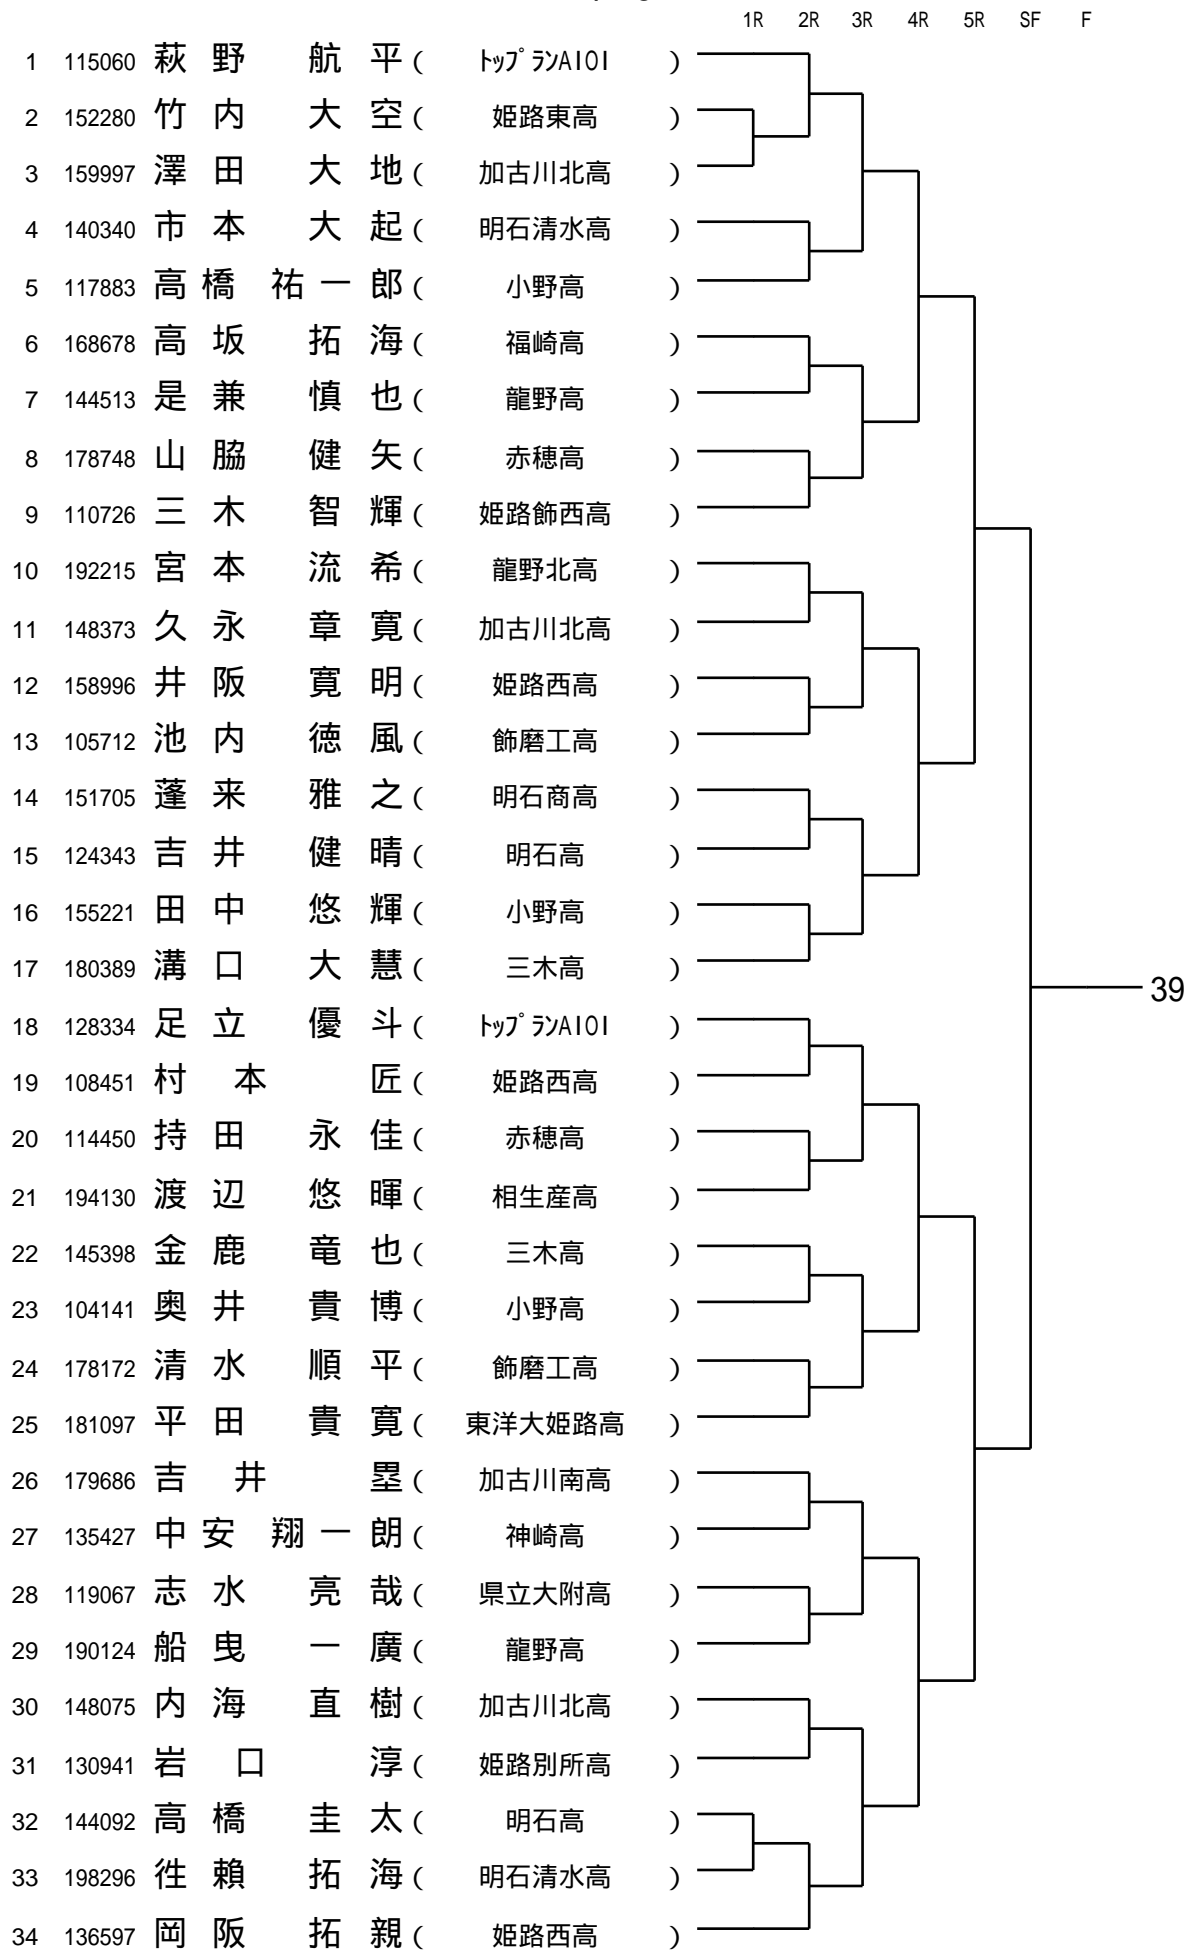 1R 2R 3R 4R 5R SF F
1 115060 萩野 航平 ( トップランAIOI )
2 152280 竹内 大空 ( 姫路東高 )
3 159997 澤田 大地 ( 加古川北高 )
4 140340 市本 大起 ( 明石清水高 )
5 117883 高橋 祐一郎 ( 小野高 )
6 168678 高坂 拓海 ( 福崎高 )
7 144513 是兼 慎也 ( 龍野高 )
8 178748 山脇 健矢 ( 赤穂高 )
9 110726 三木 智輝 ( 姫路飾西高 )
10 192215 宮本 流希 ( 龍野北高 )
11 148373 久永 章寛 ( 加古川北高 )
12 158996 井阪 寛明 ( 姫路西高 )
13 105712 池内 徳風 ( 飾磨工高 )
14 151705 蓬来 雅之 ( 明石商高 )
15 124343 吉井 健晴 ( 明石高 )
16 155221 田中 悠輝 ( 小野高 )
17 180389 溝口 大慧 ( 三木高 )
39
18 128334 足立 優斗 ( トップランAIOI )
19 108451 村本 匠 ( 姫路西高 )
20 114450 持田 永佳 ( 赤穂高 )
21 194130 渡辺 悠暉 ( 相生産高 )
22 145398 金鹿 竜也 ( 三木高 )
23 104141 奥井 貴博 ( 小野高 )
24 178172 清水 順平 ( 飾磨工高 )
25 181097 平田 貴寛 ( 東洋大姫路高 )
26 179686 吉井 塁 ( 加古川南高 )
27 135427 中安 翔一朗 ( 神崎高 )
28 119067 志水 亮哉 ( 県立大附高 )
29 190124 船曳 一廣 ( 龍野高 )
30 148075 内海 直樹 ( 加古川北高 )
31 130941 岩口 淳 ( 姫路別所高 )
32 144092 高橋 圭太 ( 明石高 )
33 198296 徃頼 拓海 ( 明石清水高 )
34 136597 岡阪 拓親 ( 姫路西高 )